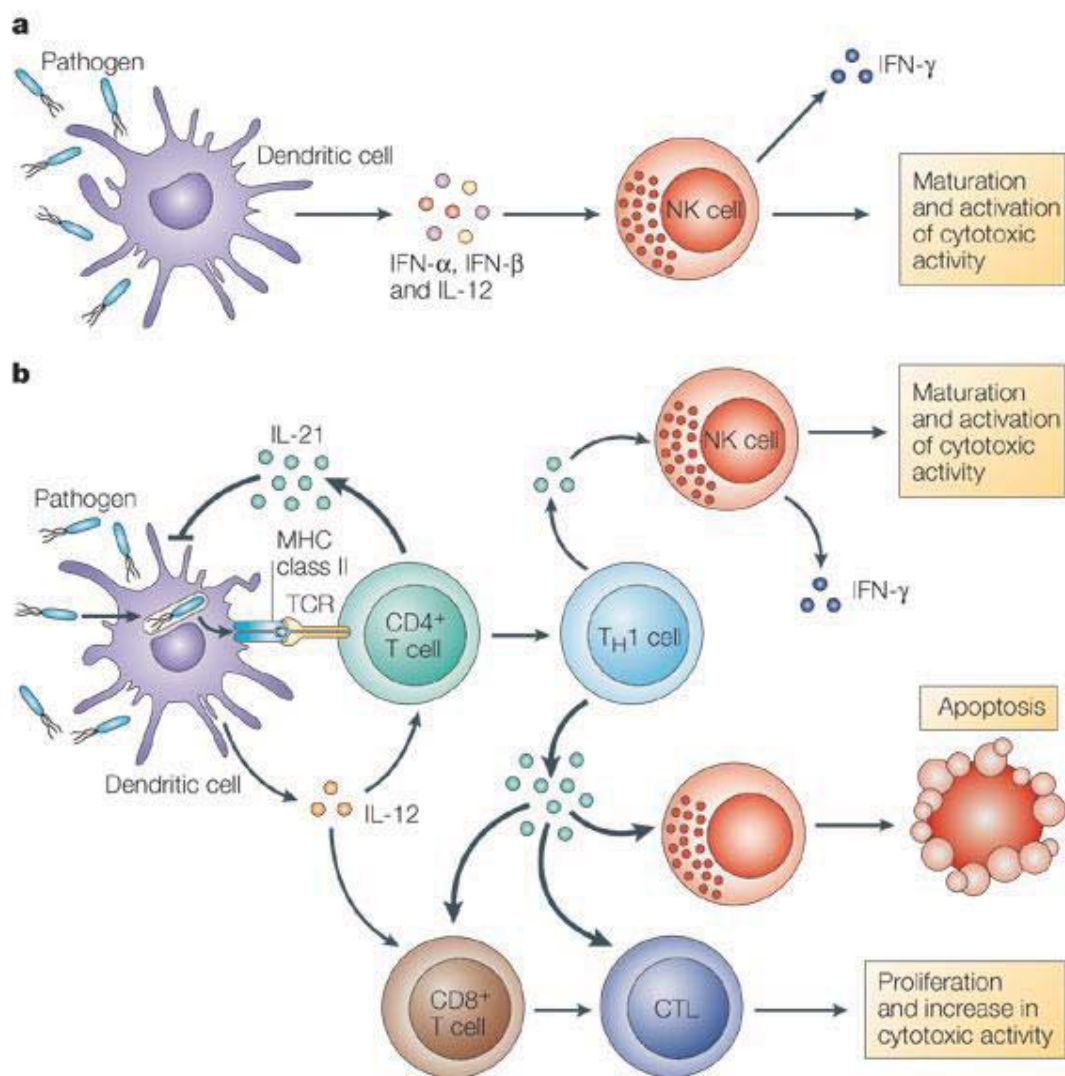 a
Pathogen
IFN-γ
Dendritic cell
NK cell
Maturation
and activation
of cytotoxic
activity
IFN-α, IFN-β
and IL-12
b
IL-21
NK cell
Maturation
and activation
of cytotoxic
activity
Pathogen
MHC
class II
TCR
CD4⁺
T cell
T_H1 cell
IFN-γ
Apoptosis
Dendritic cell
IL-12
CD8⁺
T cell
CTL
Proliferation
and increase in
cytotoxic activity